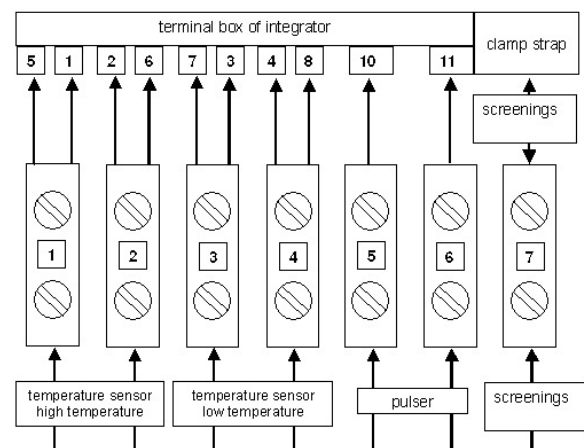 terminal box of integrator
clamp strap
5 1 2 6 7 3 4 8 10 11
screenings
1 2 3 4 5 6 7
temperature sensor
high temperature
temperature sensor
low temperature
pulser
screenings